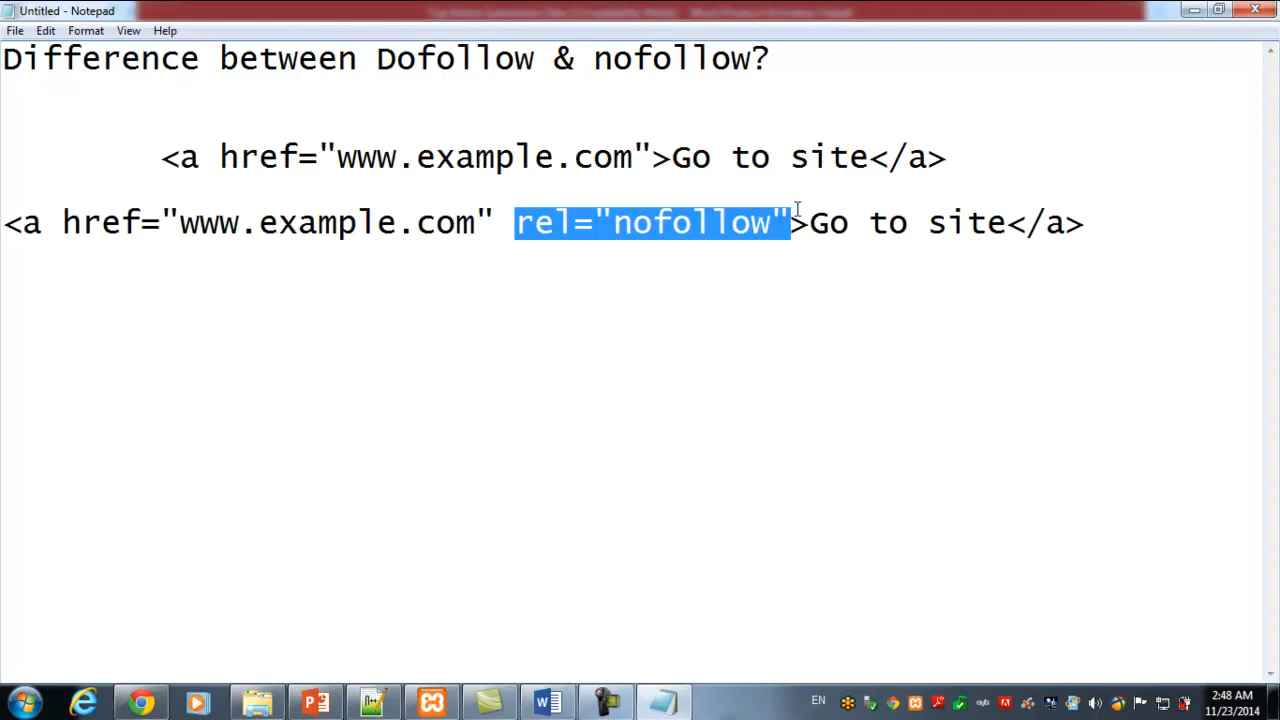 Untitled - Notepad
File Edit Format View Help
Difference between Dofollow & nofollow?
<a href="www.example.com">Go to site</a>
<a href="www.example.com" rel="nofollow">Go to site</a>
EN
2:48 AM
11/23/2014